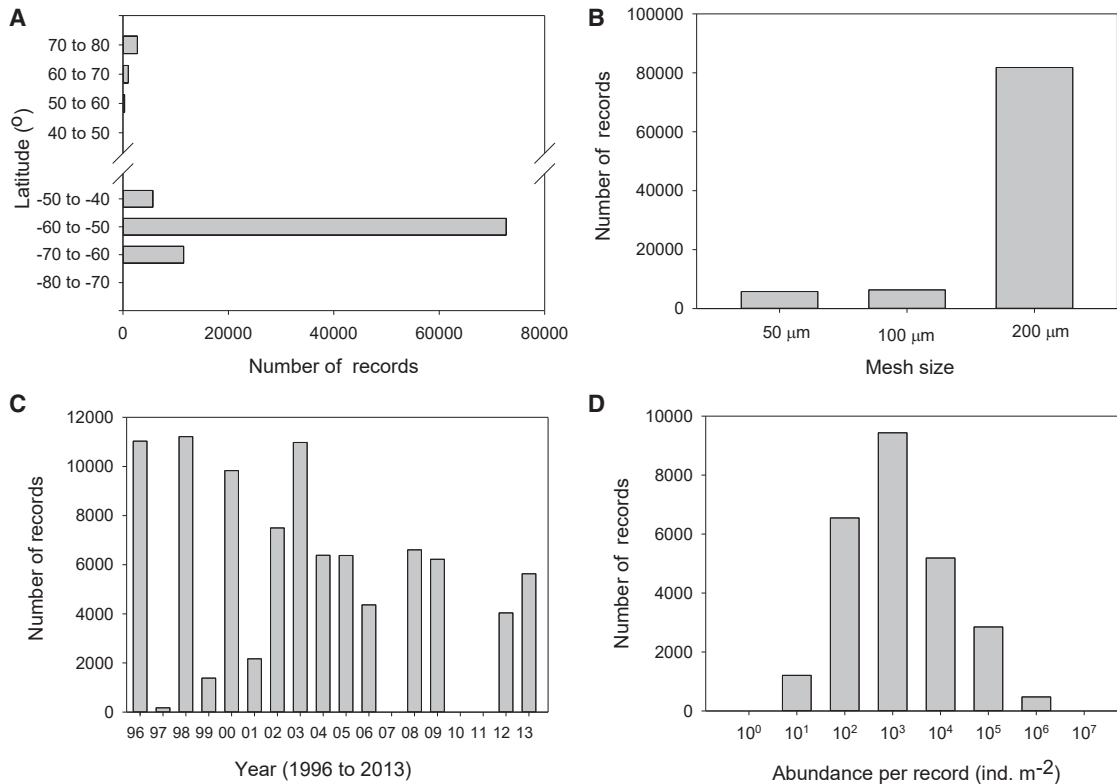 A
70 to 80
60 to 70
50 to 60
40 to 50
-50 to -40
-60 to -50
-70 to -60
-80 to -70
Latitude (º)
0 20000 40000 60000 80000
Number of records
B
100000
80000
60000
40000
20000
0
Number of records
50 µm 100 µm 200 µm
Mesh size
C
12000
10000
8000
6000
4000
2000
0
Number of records
96 97 98 99 00 01 02 03 04 05 06 07 08 09 10 11 12 13
Year (1996 to 2013)
D
10000
8000
6000
4000
2000
0
Number of records
10⁰ 10¹ 10² 10³ 10⁴ 10⁵ 10⁶ 10⁷
Abundance per record (ind. m⁻²)